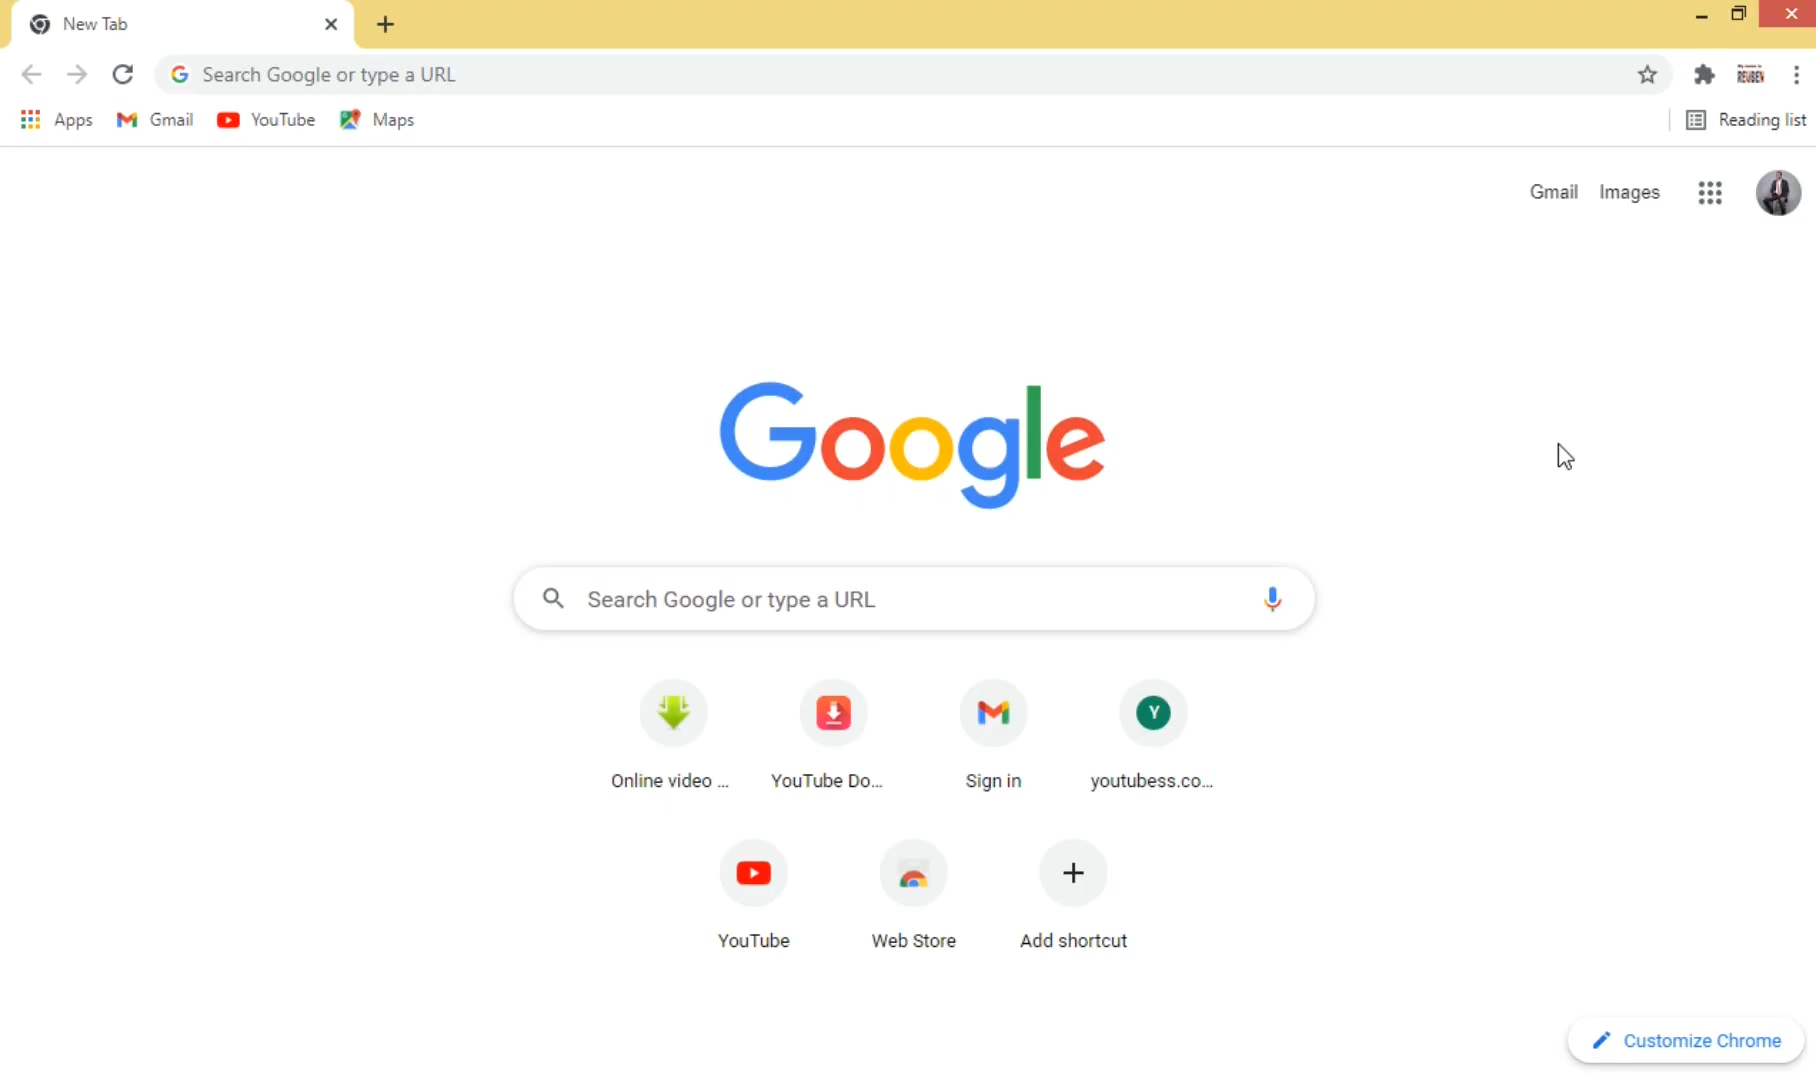 New Tab
Search Google or type a URL
Apps Gmail YouTube Maps Reading list
Gmail Images
Google
Search Google or type a URL
Y
Online video ... YouTube Do... Sign in youtubess.co...
YouTube Web Store Add shortcut
Customize Chrome